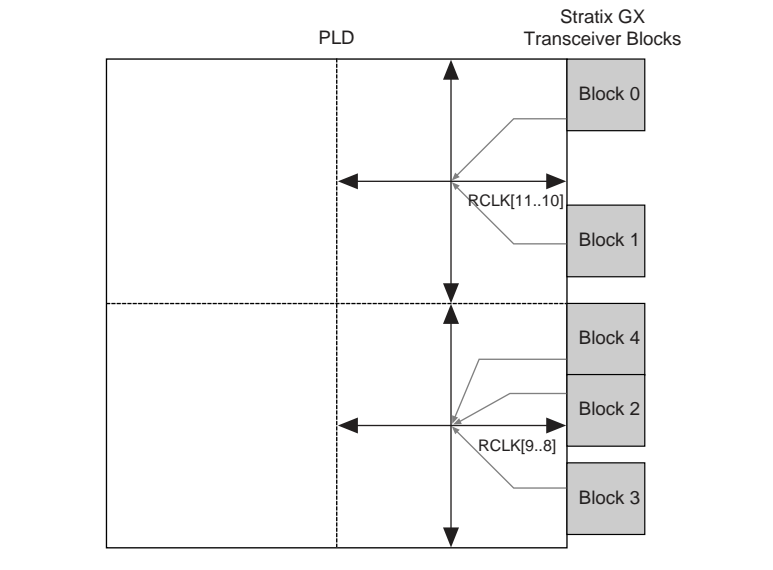 Stratix GX
PLD
Transceiver Blocks
Block 0
RCLK[11..10]
Block 1
Block 4
Block 2
RCLK[9..8]
Block 3